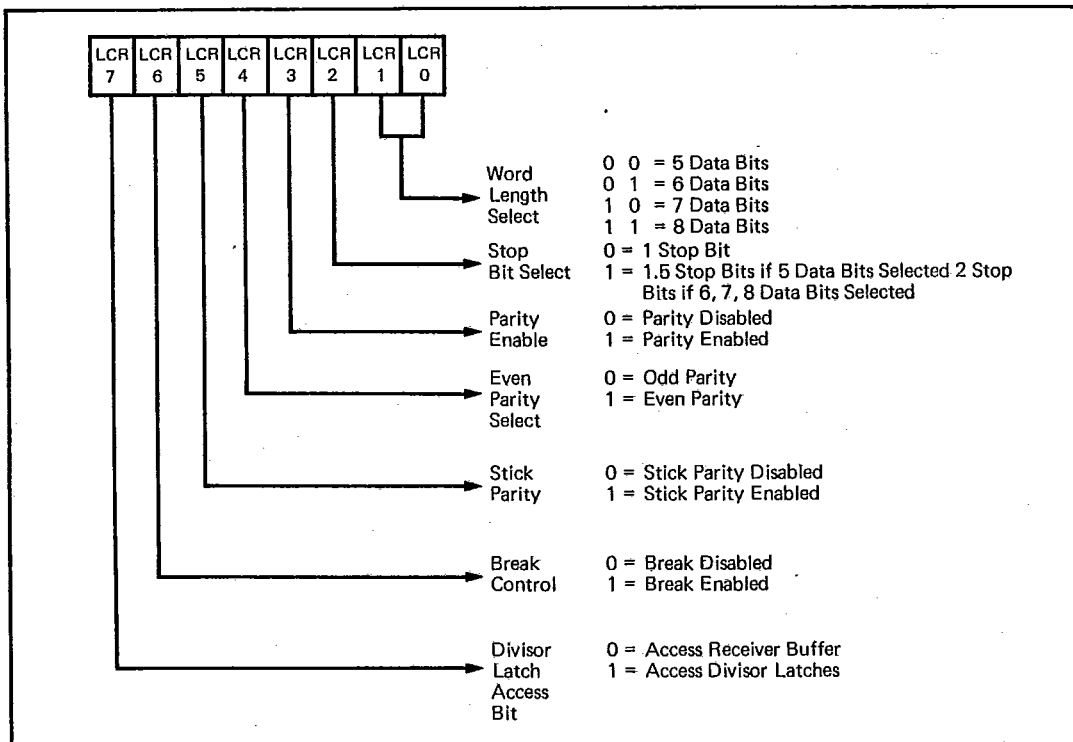 LCR 7 LCR 6 LCR 5 LCR 4 LCR 3 LCR 2 LCR 1 LCR 0
Word Length Select
0 0 = 5 Data Bits
0 1 = 6 Data Bits
1 0 = 7 Data Bits
1 1 = 8 Data Bits
Stop Bit Select
0 = 1 Stop Bit
1 = 1.5 Stop Bits if 5 Data Bits Selected 2 Stop
Bits if 6, 7, 8 Data Bits Selected
Parity Enable
0 = Parity Disabled
1 = Parity Enabled
Even Parity Select
0 = Odd Parity
1 = Even Parity
Stick Parity
0 = Stick Parity Disabled
1 = Stick Parity Enabled
Break Control
0 = Break Disabled
1 = Break Enabled
Divisor Latch Access Bit
0 = Access Receiver Buffer
1 = Access Divisor Latches